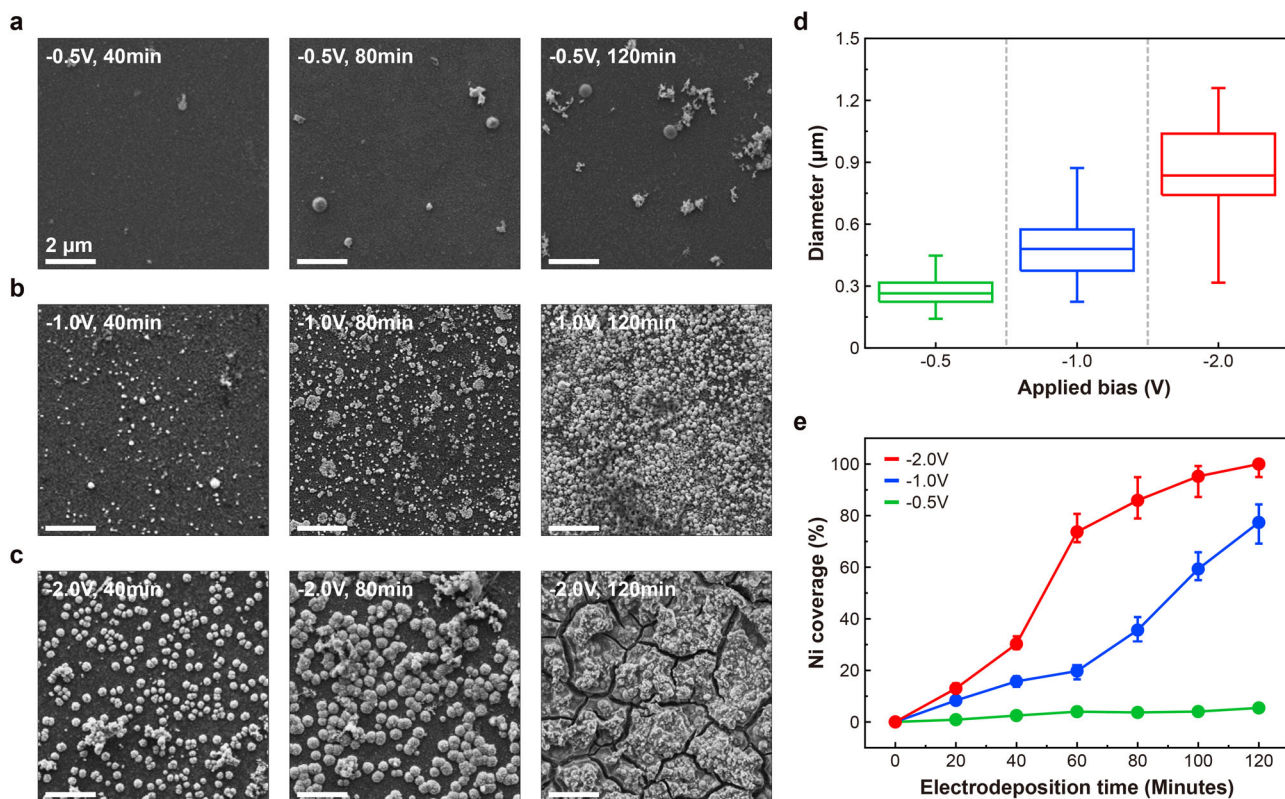 a
-0.5V, 40min
-0.5V, 80min
-0.5V, 120min
2 μm
b
-1.0V, 40min
-1.0V, 80min
-1.0V, 120min
c
-2.0V, 40min
-2.0V, 80min
-2.0V, 120min
d
Diameter (μm)
1.5
1.2
0.9
0.6
0.3
0
-0.5
-1.0
-2.0
Applied bias (V)
e
Ni coverage (%)
100
80
60
40
20
0
-2.0V
-1.0V
-0.5V
0
20
40
60
80
100
120
Electrodeposition time (Minutes)